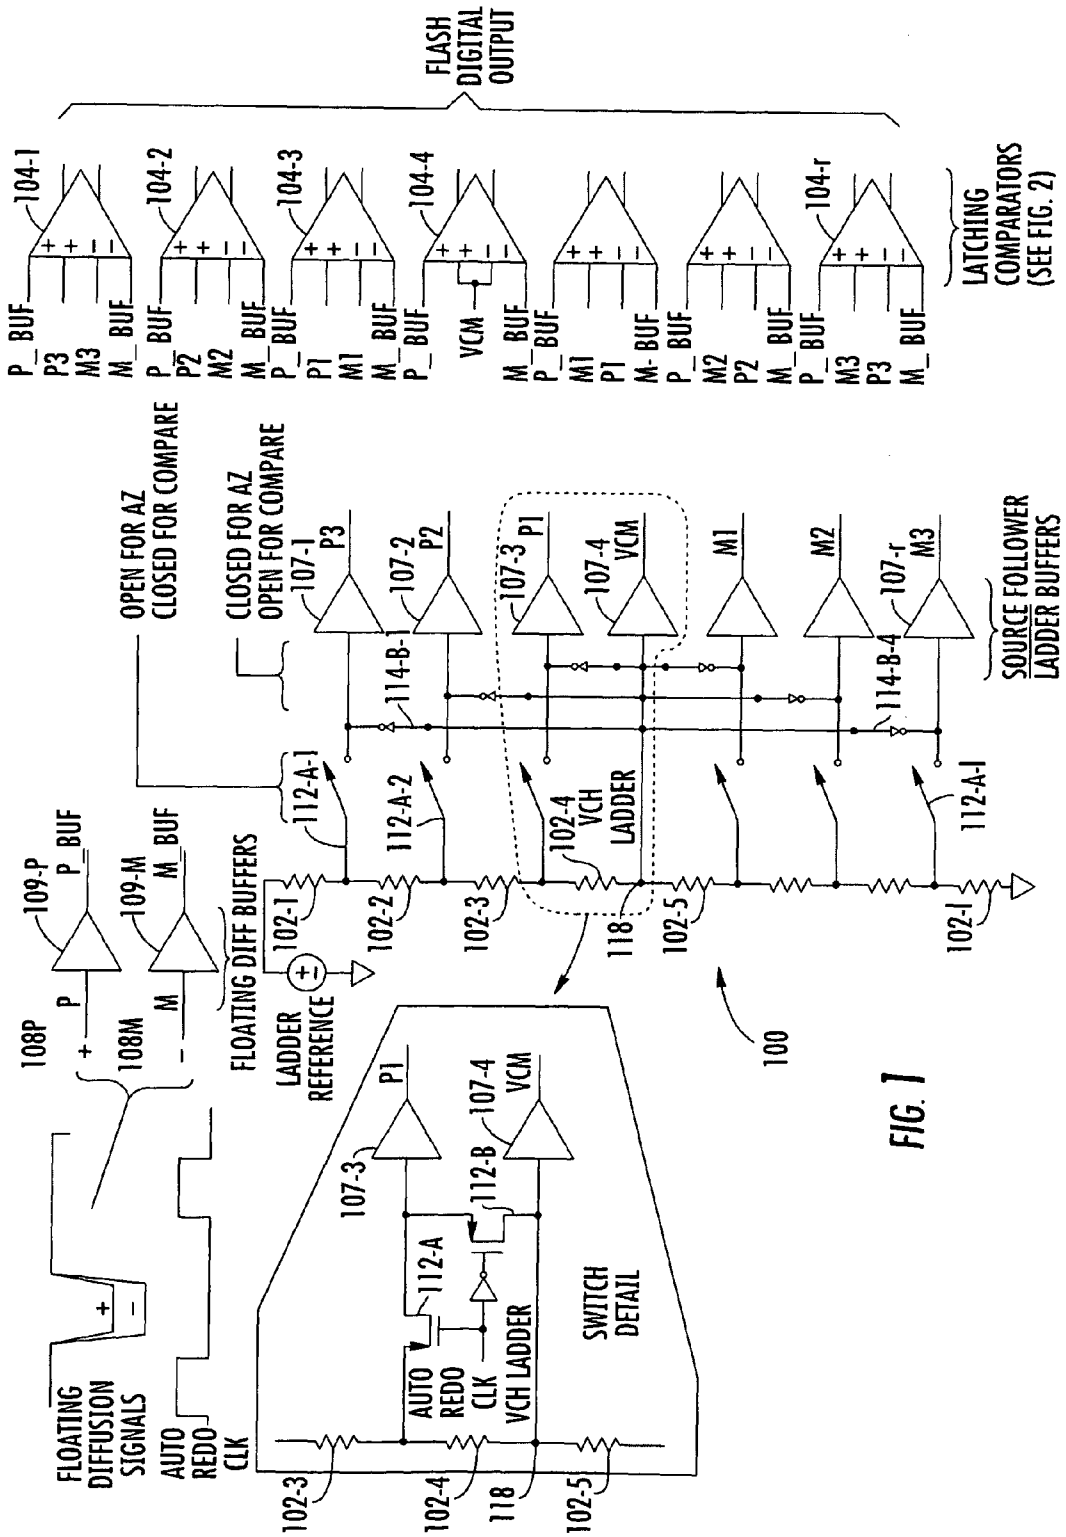 FLOATING
DIFFUSION
SIGNALS
+
−
AUTO
REDO
CLK
108P
+
P
109-P
P_BUF
108M
−
M
109-M
M_BUF
FLOATING DIFF BUFFERS
LADDER
REFERENCE
±
102-1
102-2
102-3
102-4
VCH
LADDER
118
102-5
102-1
100
OPEN FOR AZ
CLOSED FOR COMPARE
CLOSED FOR AZ
OPEN FOR COMPARE
112-A-1
112-A-2
112-A-1
114-B-1
114-B-4
107-1
P3
107-2
P2
107-3
P1
107-4
VCM
M1
M2
107-r
M3
SOURCE FOLLOWER
LADDER BUFFERS
P_BUF
P3
M3
M_BUF
104-1
+
+
−
−
P_BUF
P2
M2
M_BUF
104-2
+
+
−
−
P_BUF
P1
M1
M_BUF
104-3
+
+
−
−
P_BUF
VCM
M_BUF
104-4
+
+
−
−
P_BUF
M1
P1
M-BUF
+
+
−
−
P_BUF
M2
P2
M_BUF
+
+
−
−
P_BUF
M3
P3
M_BUF
104-r
+
+
−
−
LATCHING
COMPARATORS
(SEE FIG. 2)
FLASH
DIGITAL
OUTPUT
102-3
102-4
118
102-5
AUTO
REDO
CLK
VCH LADDER
112-A
112-B
107-3
P1
107-4
VCM
SWITCH
DETAIL
FIG. 1